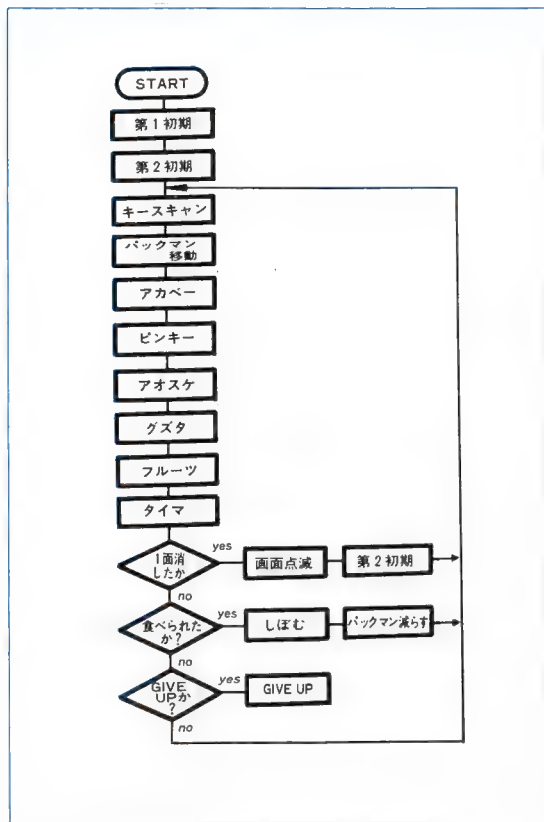 START
第1初期
第2初期
キースキャン
パックマン
移動
アカベー
ピンキー
アオスケ
グズタ
フルーツ
タイマ
1面消
したか
yes
画面点滅
第2初期
no
食べられた
か?
yes
しぼむ
パックマン減らす
no
GIVE
UPか
?
yes
GIVE UP
no